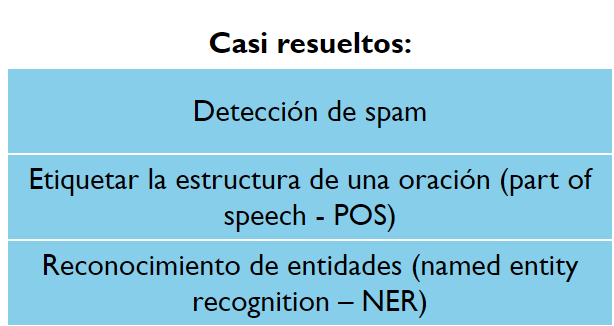 Casi resueltos:
Detección de spam
Etiquetar la estructura de una oración (part of
speech - POS)
Reconocimiento de entidades (named entity
recognition – NER)